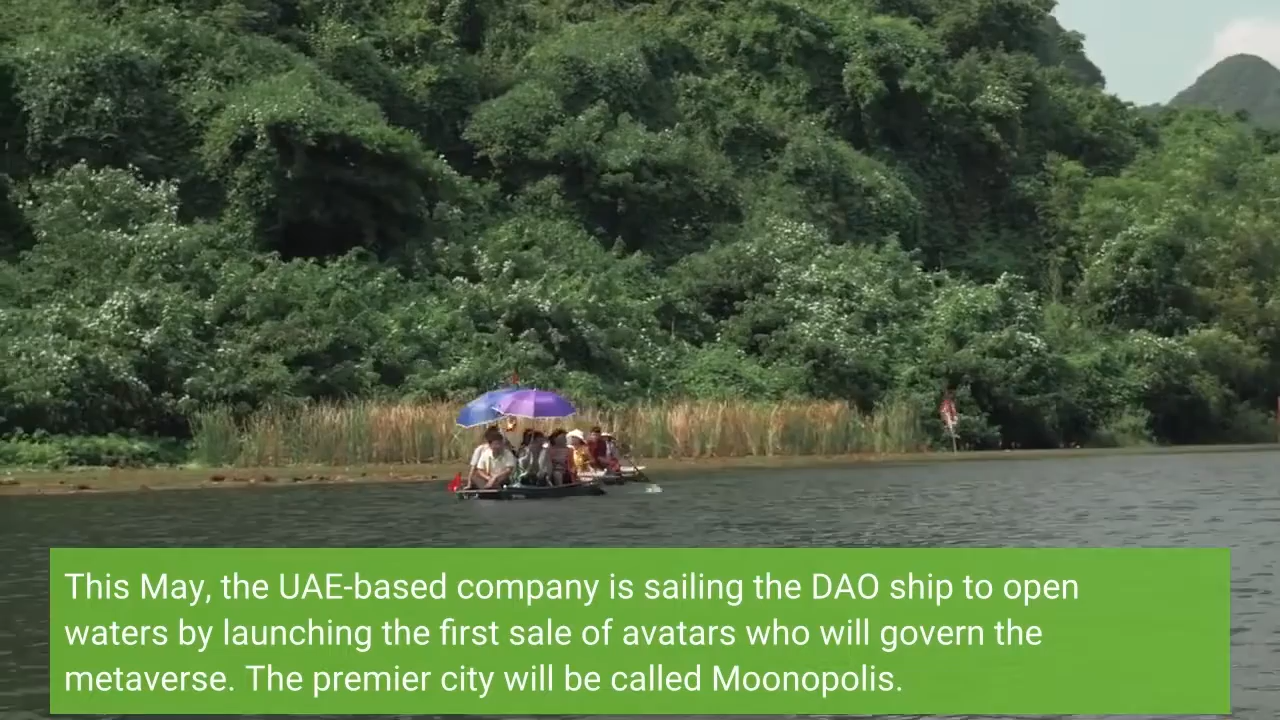 This May, the UAE-based company is sailing the DAO ship to open
waters by launching the first sale of avatars who will govern the
metaverse. The premier city will be called Moonopolis.